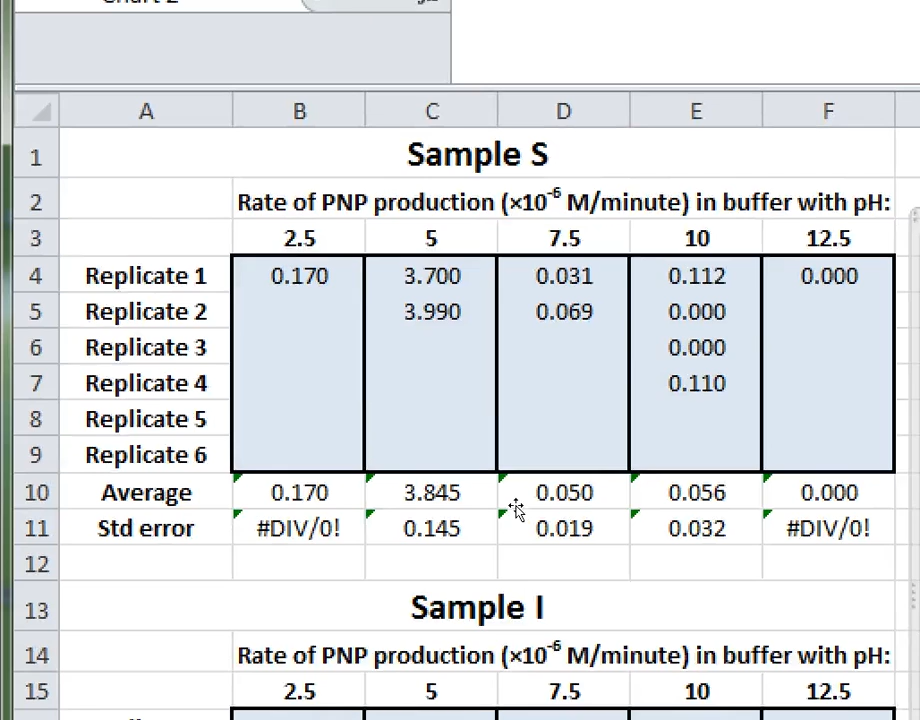 A B C D E F
1 Sample S
2 Rate of PNP production (×10⁻⁶ M/minute) in buffer with pH:
3 2.5 5 7.5 10 12.5
4 Replicate 1 0.170 3.700 0.031 0.112 0.000
5 Replicate 2 3.990 0.069 0.000
6 Replicate 3 0.000
7 Replicate 4 0.110
8 Replicate 5
9 Replicate 6
10 Average 0.170 3.845 0.050 0.056 0.000
11 Std error #DIV/0! 0.145 0.019 0.032 #DIV/0!
12
13 Sample I
14 Rate of PNP production (×10⁻⁶ M/minute) in buffer with pH:
15 2.5 5 7.5 10 12.5